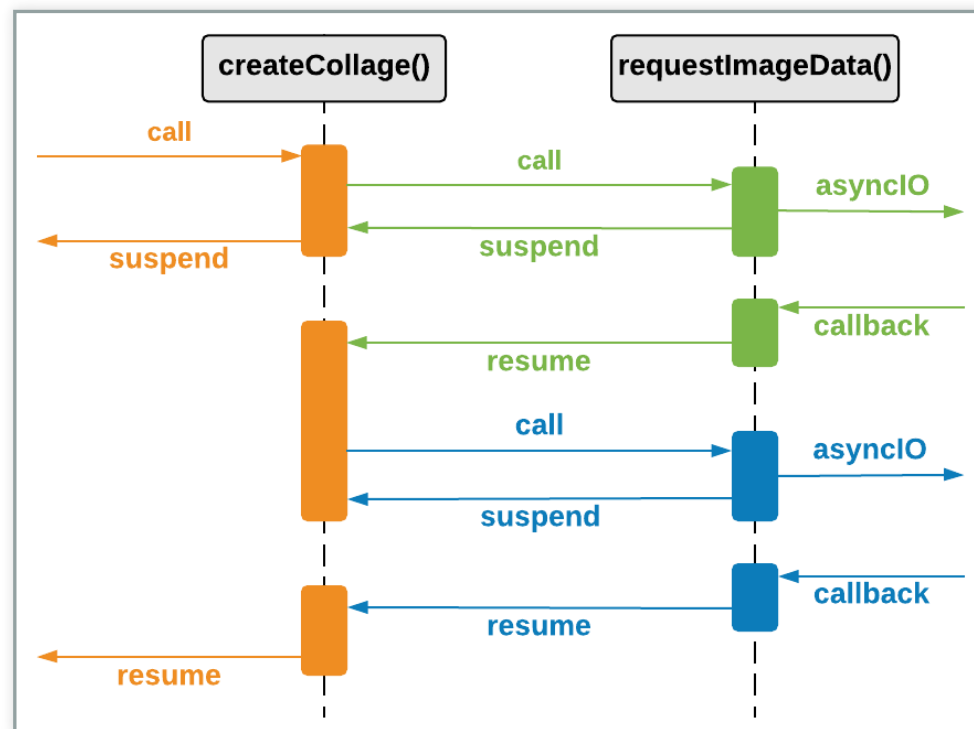 createCollage()
requestImageData()
call
call
asyncIO
suspend
suspend
callback
resume
call
asyncIO
suspend
callback
resume
resume